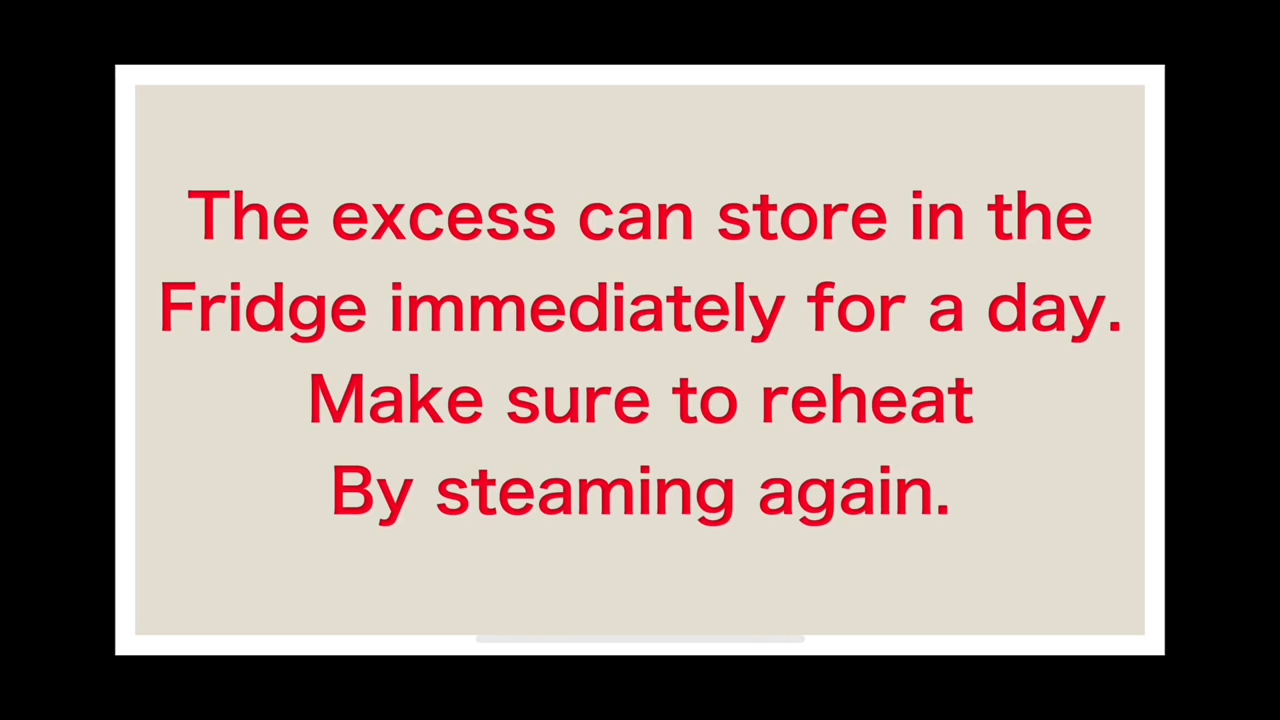 The excess can store in the
Fridge immediately for a day.
Make sure to reheat
By steaming again.